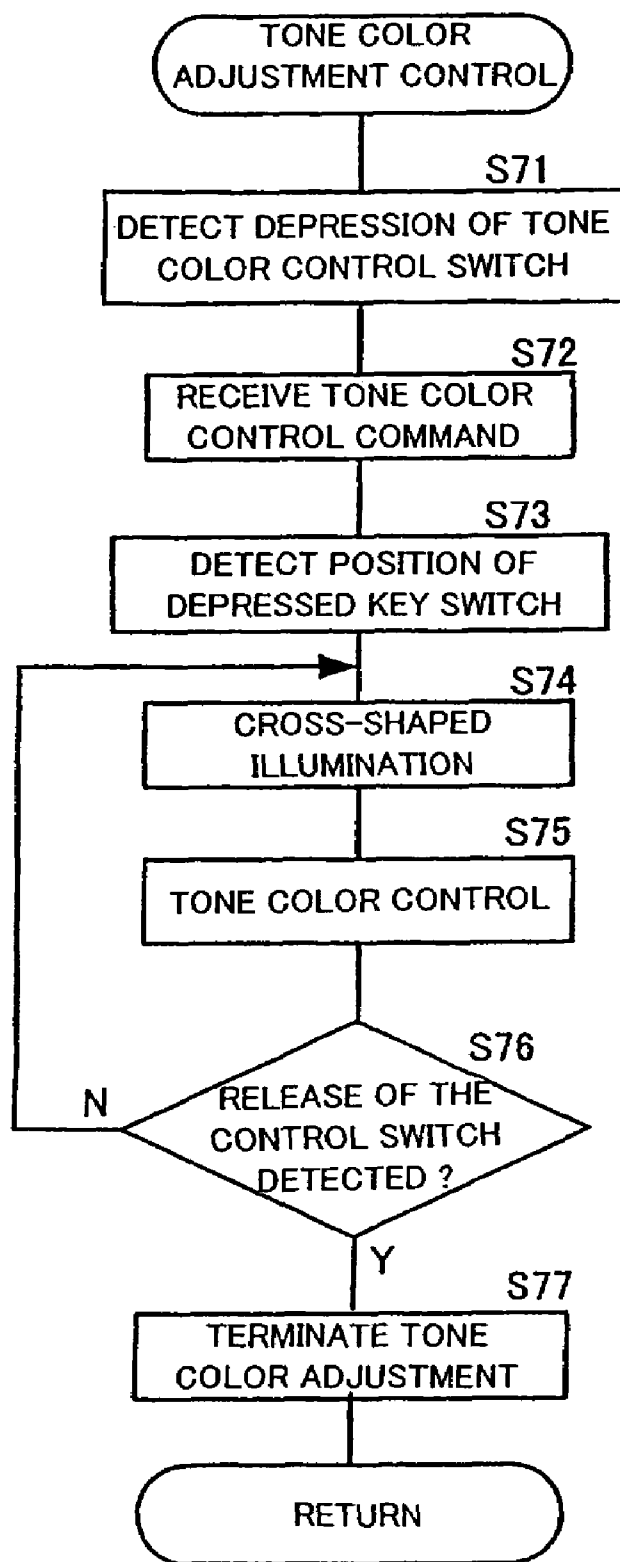 TONE COLOR
ADJUSTMENT CONTROL
S71
DETECT DEPRESSION OF TONE
COLOR CONTROL SWITCH
S72
RECEIVE TONE COLOR
CONTROL COMMAND
S73
DETECT POSITION OF
DEPRESSED KEY SWITCH
S74
CROSS-SHAPED
ILLUMINATION
S75
TONE COLOR CONTROL
S76
N
RELEASE OF THE
CONTROL SWITCH
DETECTED ?
Y
S77
TERMINATE TONE
COLOR ADJUSTMENT
RETURN